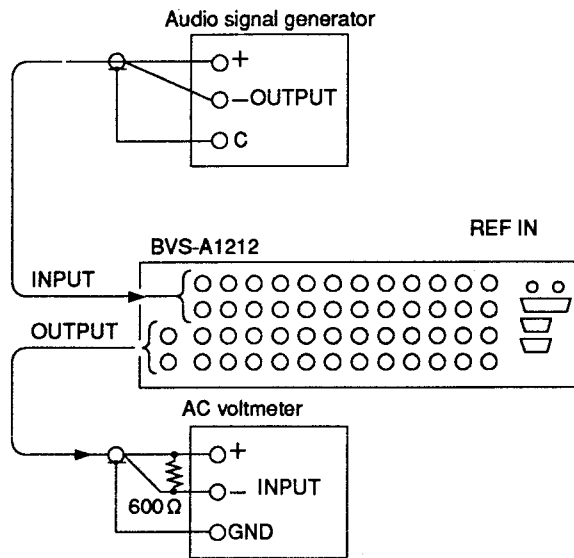 Audio signal generator
+
– OUTPUT
C
REF IN
BVS-A1212
INPUT
OUTPUT
AC voltmeter
+
– INPUT
600 Ω
GND